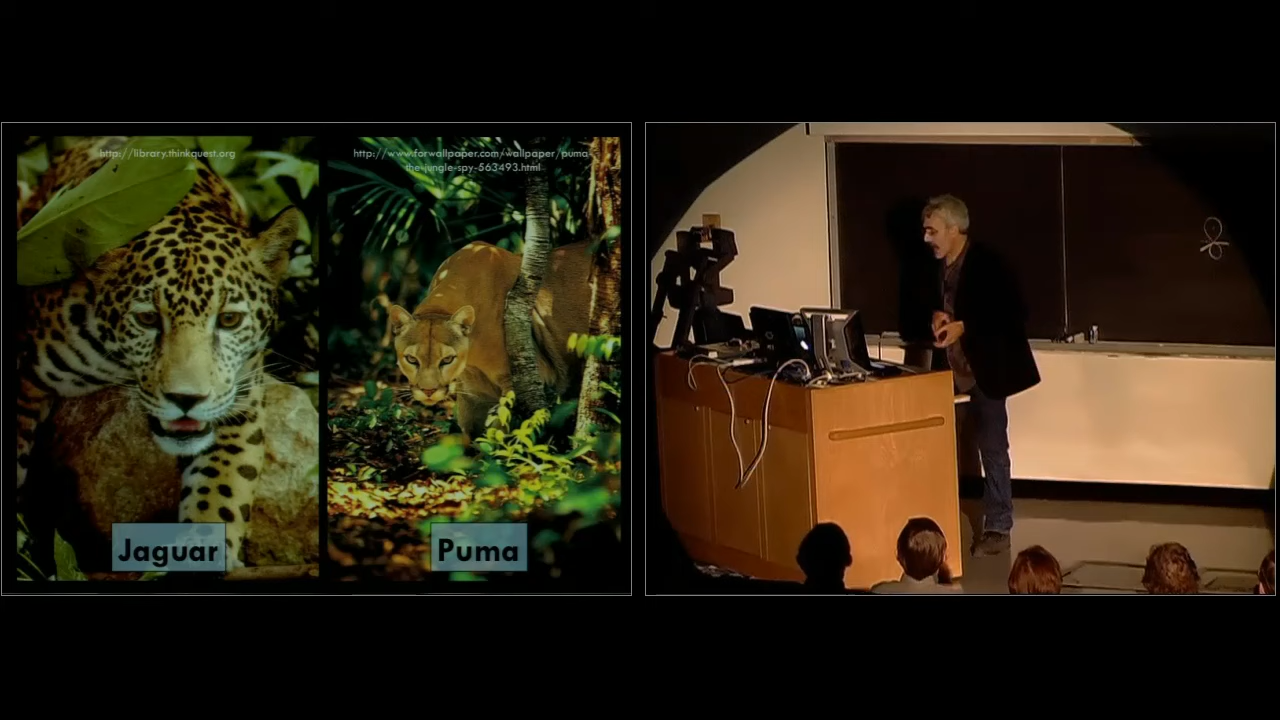 http://library.thinkquest.org
http://www.forwallpaper.com/wallpaper/puma-
the-jungle-spy-563493.html
Jaguar
Puma